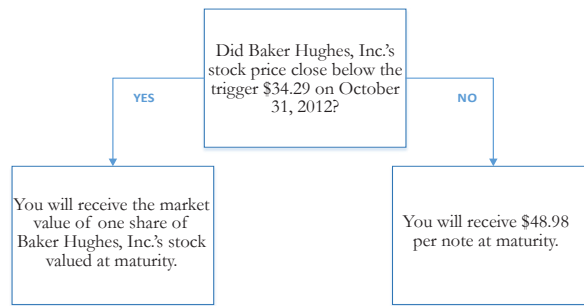 Did Baker Hughes, Inc.'s
stock price close below the
trigger $34.29 on October
31, 2012?
YES
NO
You will receive the market
value of one share of
Baker Hughes, Inc.'s stock
valued at maturity.
You will receive $48.98
per note at maturity.